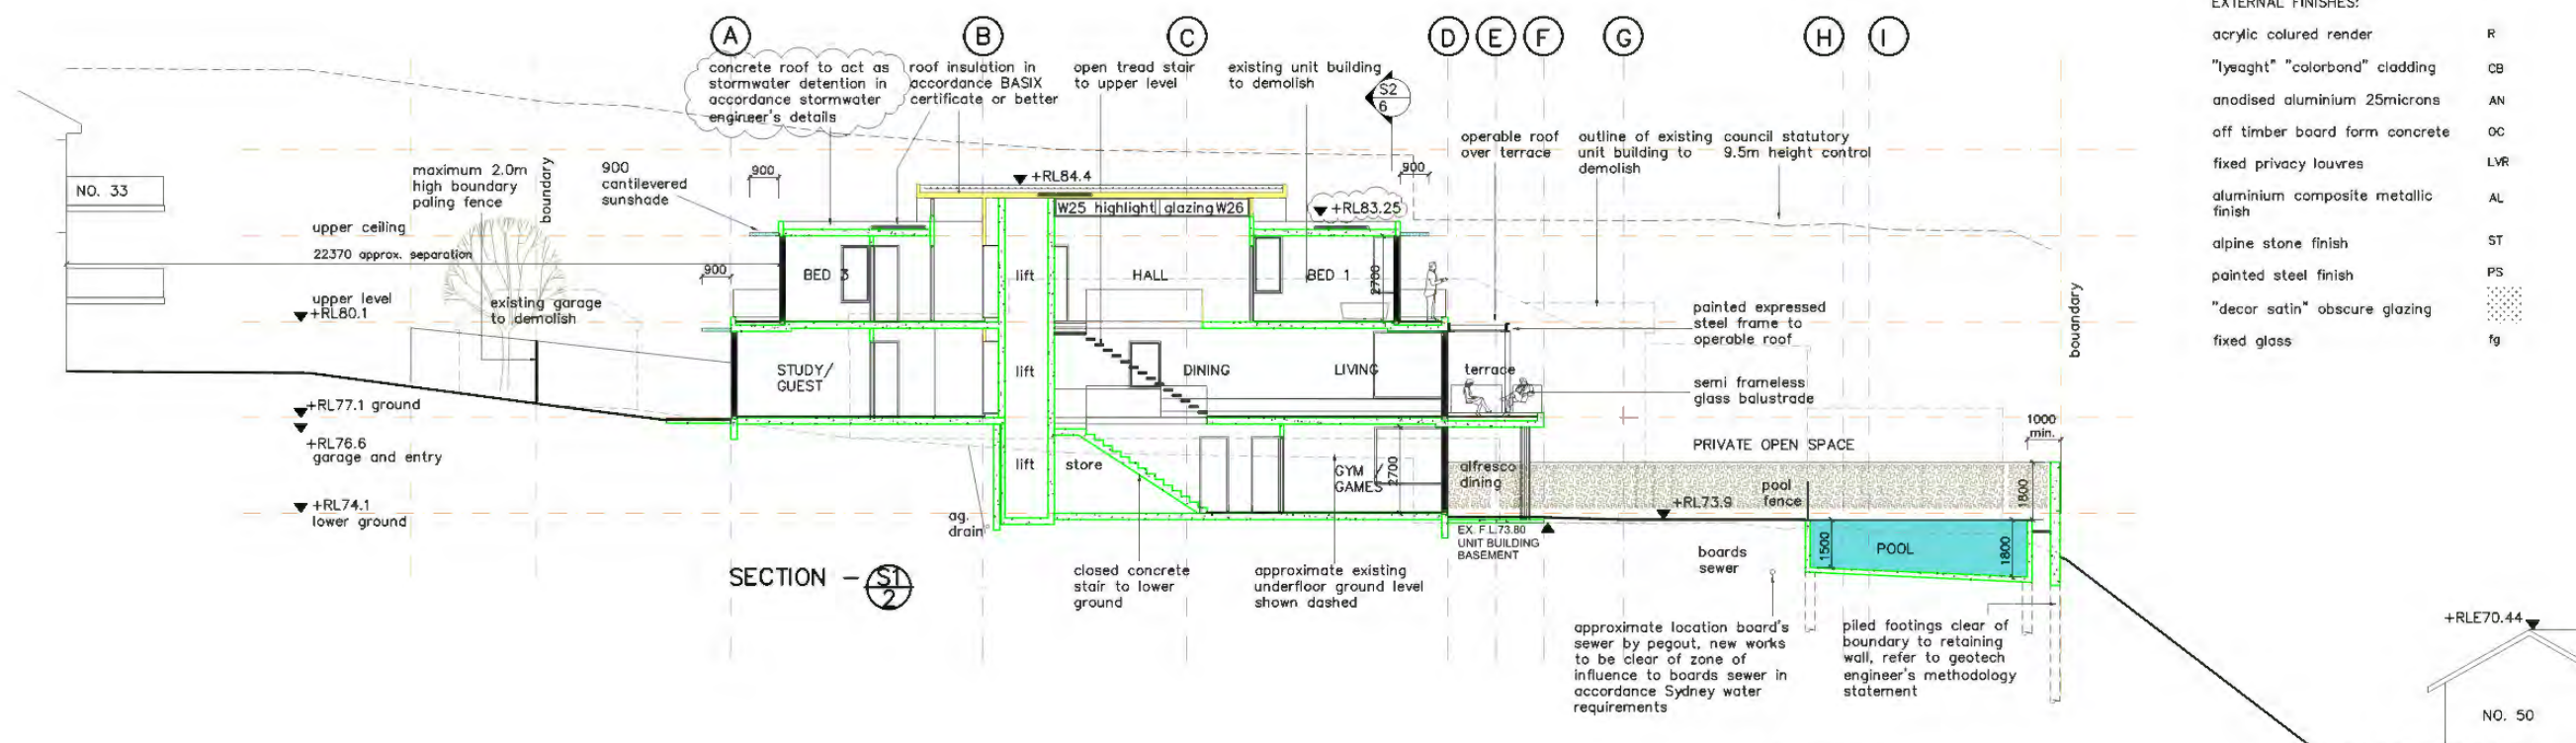 EXTERNAL FINISHES:
acrylic colured render R
"lysaght" "colorbond" cladding CB
anodised aluminium 25microns AN
off timber board form concrete OC
fixed privacy louvres LVR
aluminium composite metallic AL
finish
alpine stone finish ST
painted steel finish PS
"decor satin" obscure glazing
fixed glass fg
A
B
C
D
E
F
G
H
I
concrete roof to act as
stormwater detention in
accordance stormwater
engineer's details
roof insulation in
accordance BASIX
certificate or better
open tread stair
to upper level
existing unit building
to demolish
S2
6
operable roof
over terrace
outline of existing
unit building to
demolish
council statutory
9.5m height control
NO. 33
maximum 2.0m
high boundary
paling fence
boundary
900
cantilevered
sunshade
900
900
+RL84.4
W25 highlight glazing W26
+RL83.25
upper ceiling
22370 approx. separation
900
BED 3
lift
HALL
BED 1
2700
upper level
+RL80.1
existing garage
to demolish
painted expressed
steel frame to
operable roof
bouandary
STUDY/
GUEST
lift
DINING
LIVING
terrace
semi frameless
glass balustrade
+RL77.1 ground
+RL76.6
garage and entry
1000
min.
PRIVATE OPEN SPACE
lift
store
GYM /
GAMES
2700
alfresco
dining
pool
fence
1800
+RL74.1
lower ground
+RL73.9
ag.
drain
EX. F.L.73.80
UNIT BUILDING
BASEMENT
boards
sewer
1500
POOL
1800
SECTION - S1
2
closed concrete
stair to lower
ground
approximate existing
underfloor ground level
shown dashed
approximate location board's
sewer by pegout, new works
to be clear of zone of
influence to boards sewer in
accordance Sydney water
requirements
piled footings clear of
boundary to retaining
wall, refer to geotech
engineer's methodology
statement
+RLE70.44
NO. 50